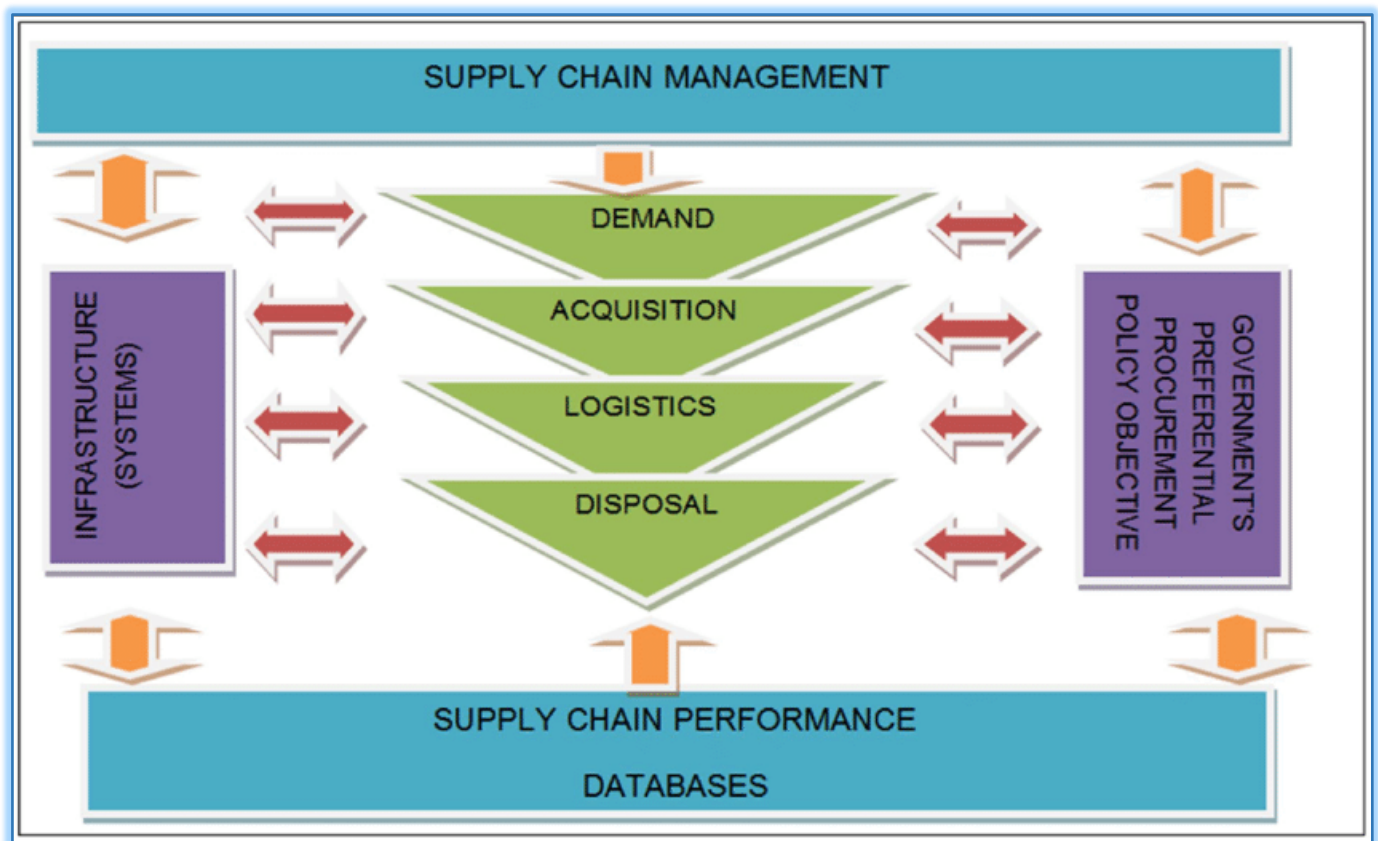 SUPPLY CHAIN MANAGEMENT
DEMAND
ACQUISITION
LOGISTICS
DISPOSAL
INFRASTRUCTURE
(SYSTEMS)
GOVERNMENT'S
PREFERENTIAL
PROCUREMENT
POLICY OBJECTIVE
SUPPLY CHAIN PERFORMANCE
DATABASES